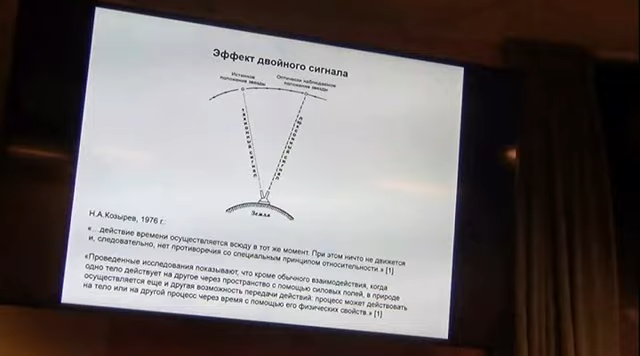 Эффект двойного сигнала
Истинное
положение звезды
Оптически наблюдаемое
положение звезды
Земля
Н.А.Козырев, 1976 г.:
«... действие времени осуществляется всюду в тот же момент. При этом ничто не движется
и, следовательно, нет противоречия со специальным принципом относительности.» [1]
«Проведенные исследования показывают, что кроме обычного взаимодействия, когда
одно тело действует на другое через пространство с помощью силовых полей, в природе
осуществляется еще и другая возможность передачи действий: процесс может действовать
на тело или на другой процесс через время с помощью его физических свойств.» [1]